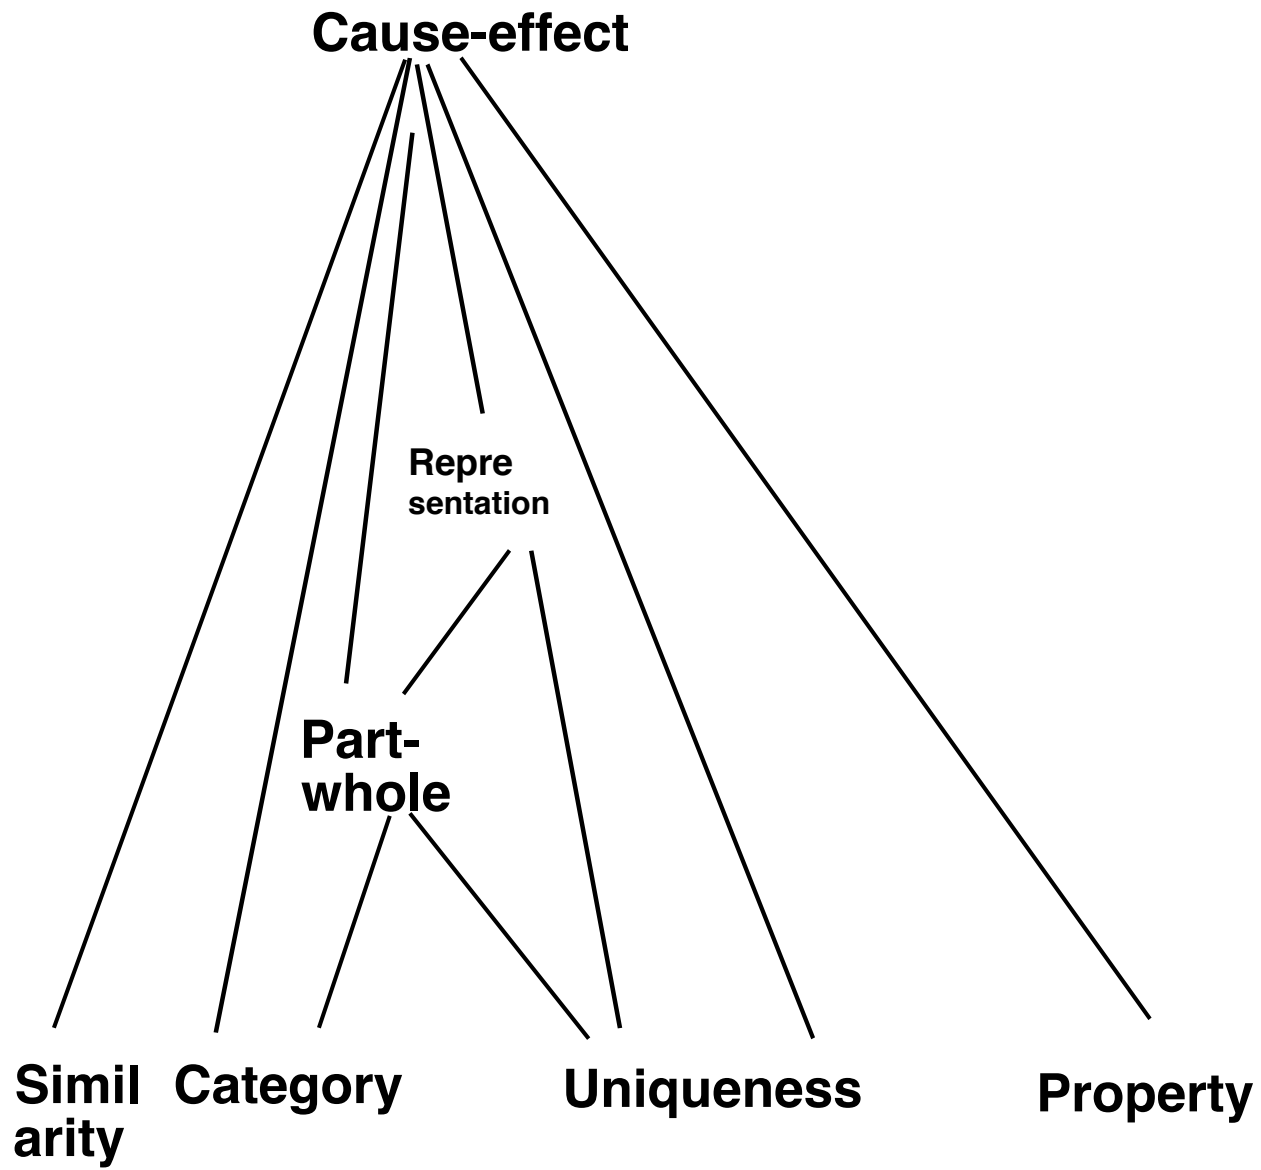 Cause-effect
Repre
sentation
Part-
whole
Simil
arity
Category
Uniqueness
Property